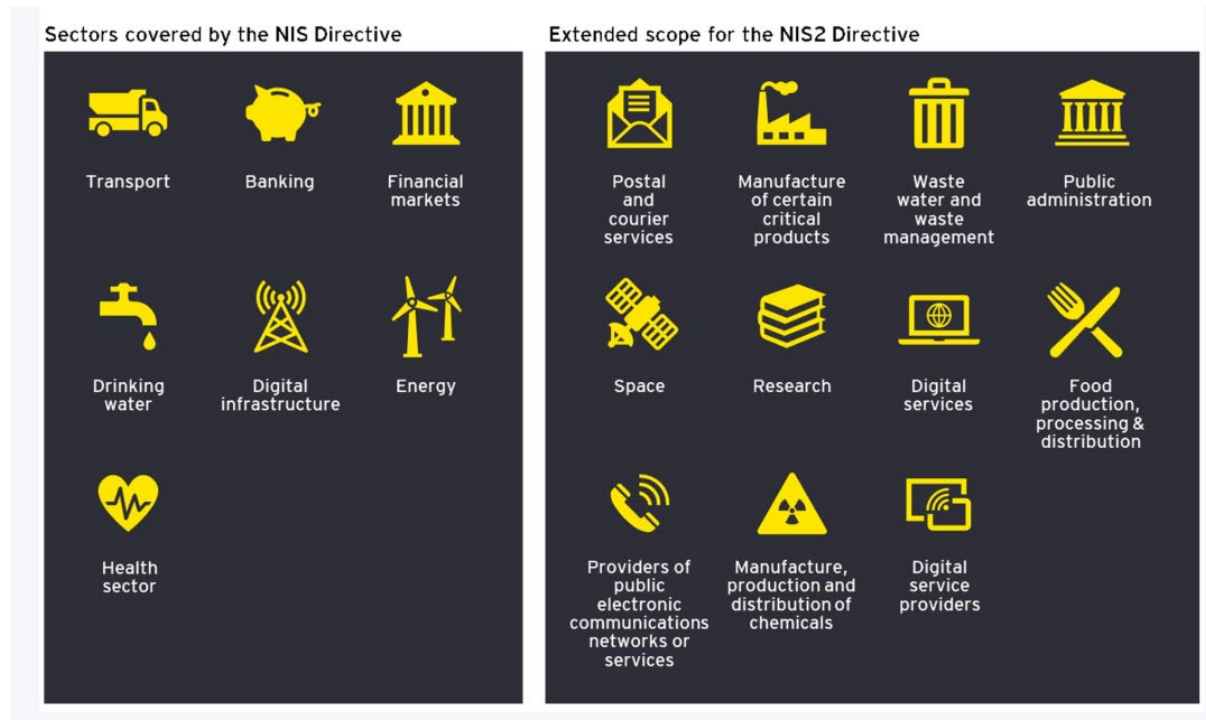 Sectors covered by the NIS Directive
Transport
Banking
Financial
markets
Drinking
water
Digital
infrastructure
Energy
Health
sector
Extended scope for the NIS2 Directive
Postal
and
courier
services
Manufacture
of certain
critical
products
Waste
water and
waste
management
Public
administration
Space
Research
Digital
services
Food
production,
processing &
distribution
Providers of
public
electronic
communications
networks or
services
Manufacture,
production and
distribution of
chemicals
Digital
service
providers